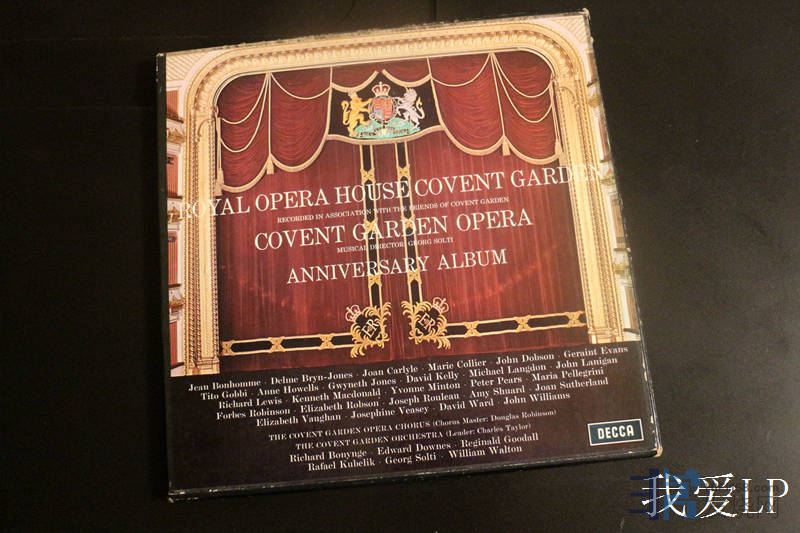 ROYAL OPERA HOUSE COVENT GARDEN
RECORDED IN ASSOCIATION WITH THE FRIENDS OF COVENT GARDEN
COVENT GARDEN OPERA
MUSICAL DIRECTOR: GEORG SOLTI
ANNIVERSARY ALBUM
Jean Bonhomme · Delme Bryn-Jones · Joan Carlyle · Marie Collier · John Dobson · Geraint Evans
Tito Gobbi · Anne Howells · Gwyneth Jones · David Kelly · Michael Langdon · John Lanigan
Richard Lewis · Kenneth Macdonald · Yvonne Minton · Peter Pears · Maria Pellegrini
Forbes Robinson · Elizabeth Robson · Joseph Rouleau · Amy Shuard · Joan Sutherland
Elizabeth Vaughan · Josephine Veasey · David Ward · John Williams
THE COVENT GARDEN OPERA CHORUS (Chorus Master: Douglas Robinson)
THE COVENT GARDEN ORCHESTRA (Leader: Charles Taylor)
Richard Bonynge · Edward Downes · Reginald Goodall
Rafael Kubelik · Georg Solti · William Walton
DECCA
我爱LP